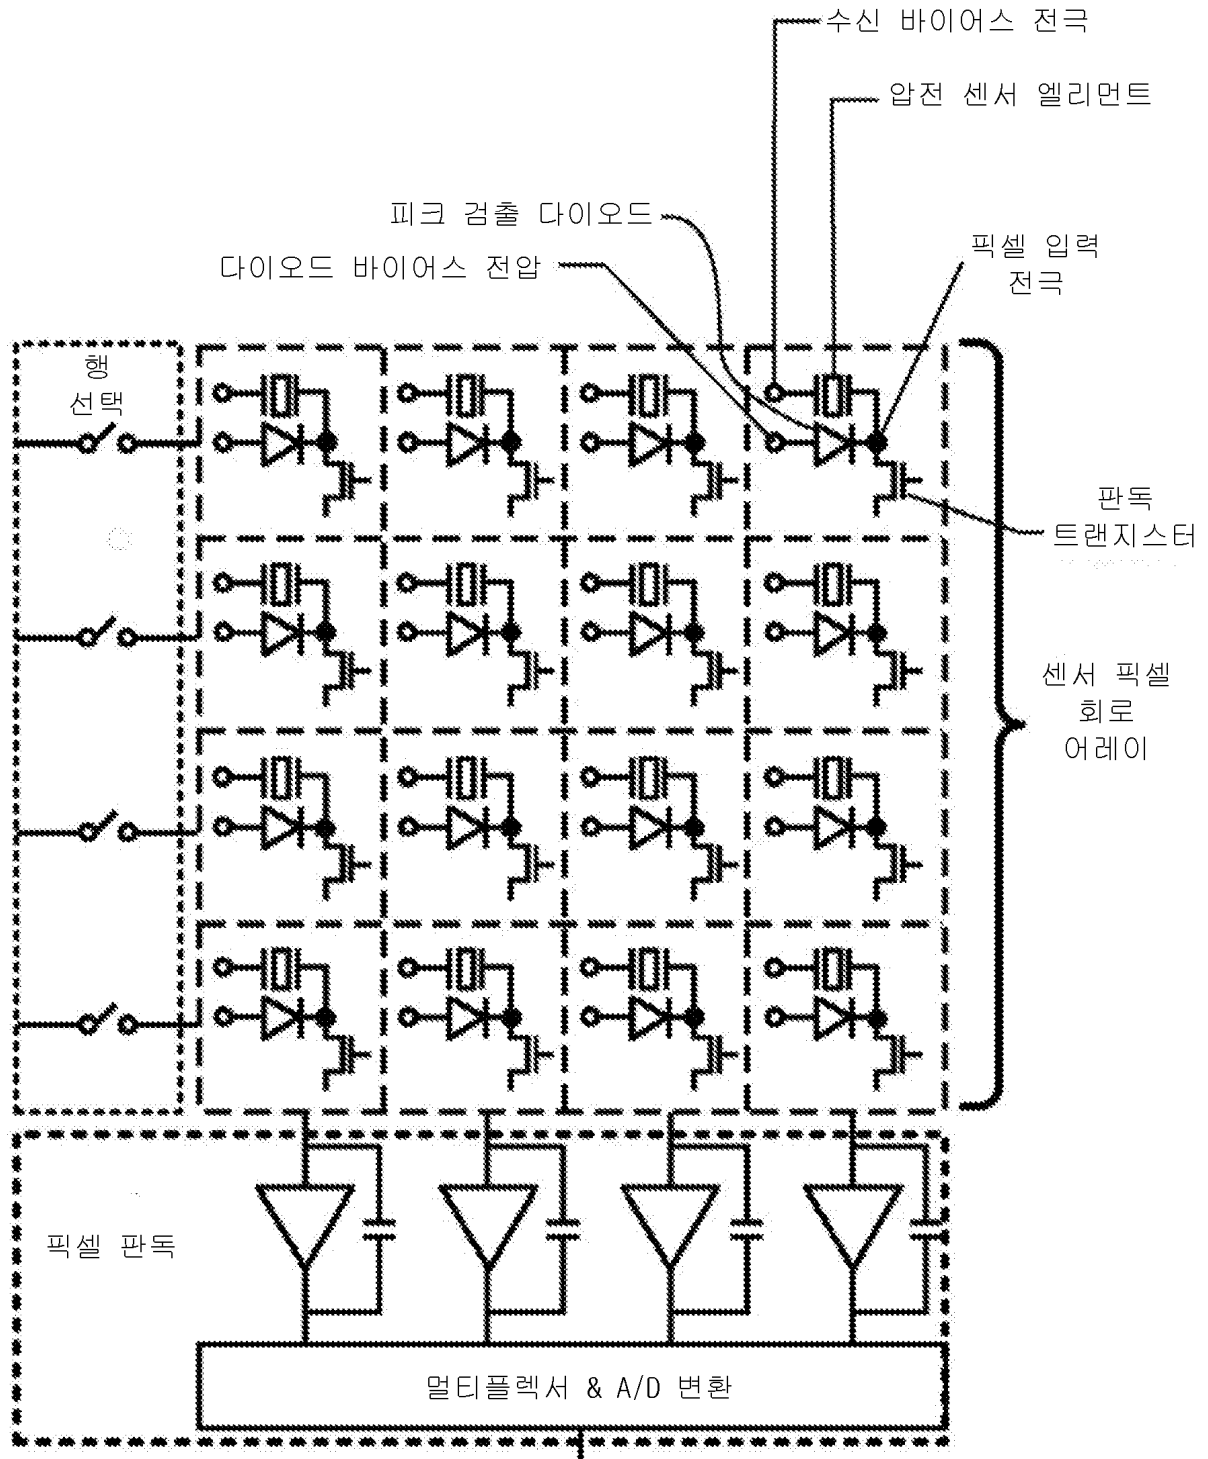 수신 바이어스 전극
압전 센서 엘리먼트
피크 검출 다이오드
다이오드 바이어스 전압
픽셀 입력
전극
행
선택
판독
트랜지스터
센서 픽셀
회로
어레이
픽셀 판독
멀티플렉서 & A/D 변환